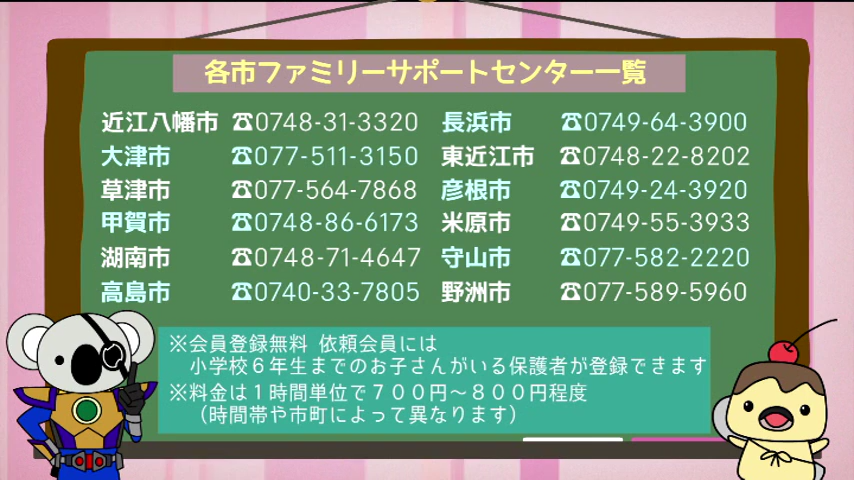 各市ファミリーサポートセンター一覧
近江八幡市 ☎0748-31-3320 長浜市 ☎0749-64-3900
大津市 ☎077-511-3150 東近江市 ☎0748-22-8202
草津市 ☎077-564-7868 彦根市 ☎0749-24-3920
甲賀市 ☎0748-86-6173 米原市 ☎0749-55-3933
湖南市 ☎0748-71-4647 守山市 ☎077-582-2220
高島市 ☎0740-33-7805 野洲市 ☎077-589-5960
※会員登録無料 依頼会員には
小学校６年生までのお子さんがいる保護者が登録できます
※料金は１時間単位で７００円～８００円程度
（時間帯や市町によって異なります）